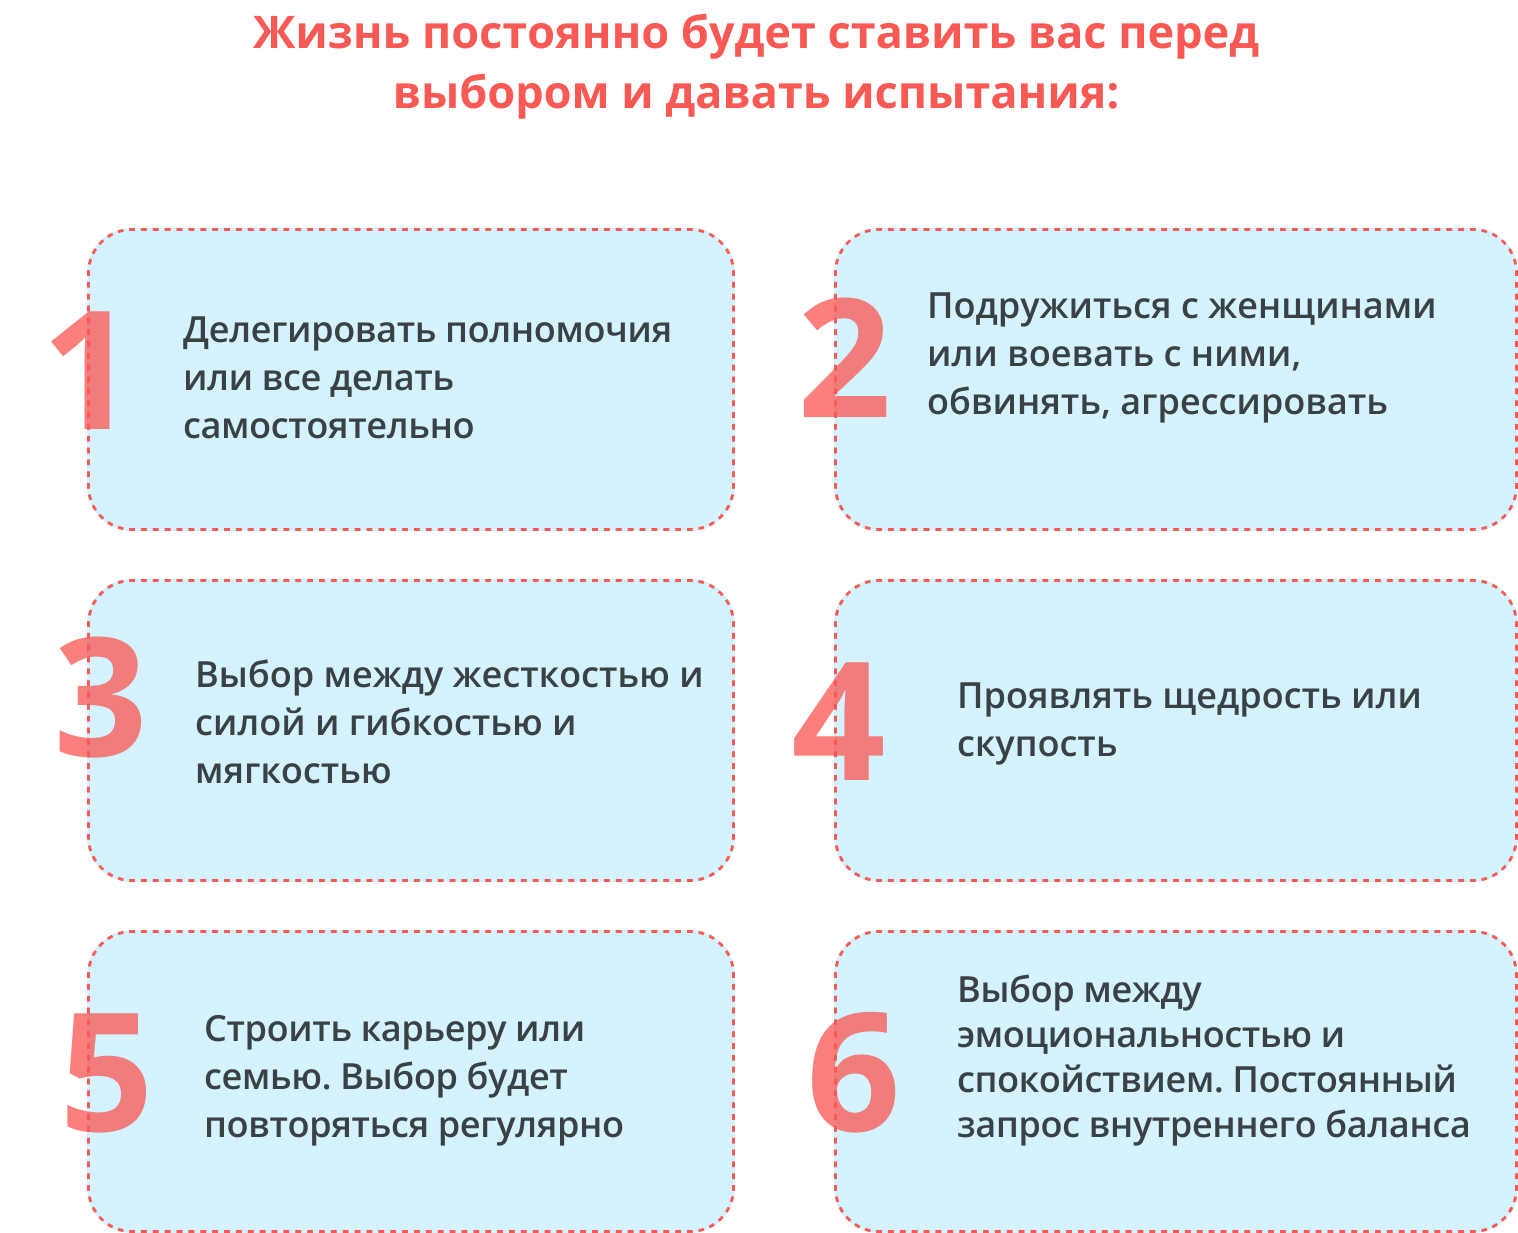 Жизнь постоянно будет ставить вас перед
выбором и давать испытания:
1
Делегировать полномочия
или все делать
самостоятельно
2
Подружиться с женщинами
или воевать с ними,
обвинять, агрессировать
3
Выбор между жесткостью и
силой и гибкостью и
мягкостью
4
Проявлять щедрость или
скупость
5
Строить карьеру или
семью. Выбор будет
повторяться регулярно
6
Выбор между
эмоциональностью и
спокойствием. Постоянный
запрос внутреннего баланса